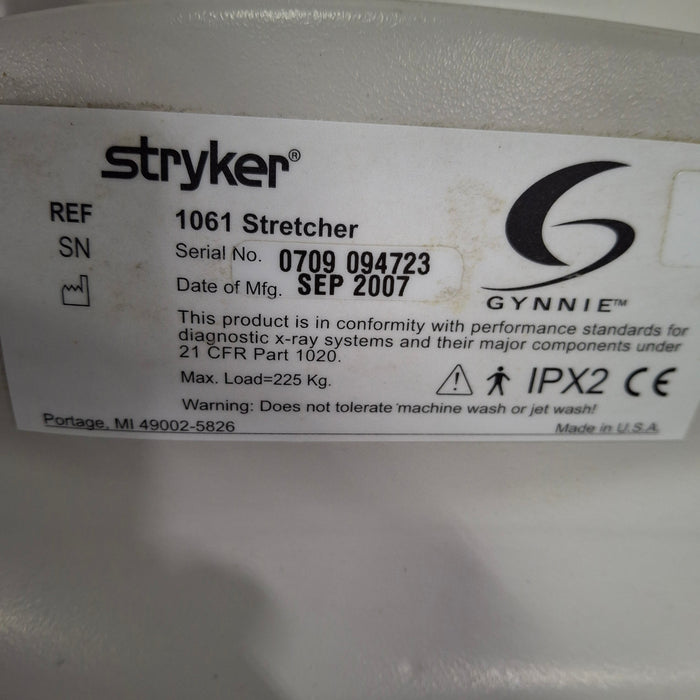 stryker®
REF 1061 Stretcher
SN Serial No. 0709 094723
Date of Mfg. SEP 2007
GYNNIE™
This product is in conformity with performance standards for
diagnostic x-ray systems and their major components under
21 CFR Part 1020.
Max. Load=225 Kg.
IPX2 CE
Warning: Does not tolerate machine wash or jet wash!
Portage, MI 49002-5826
Made in U.S.A.